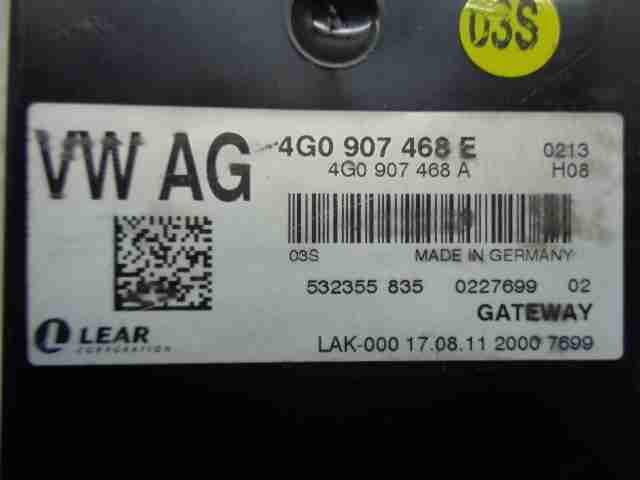 03S
VW AG 4G0 907 468 E 0213
4G0 907 468 A H08
03S MADE IN GERMANY
532355 835 0227699 02
GATEWAY
LEAR
CORPORATION
LAK-000 17.08.11 2000 7699